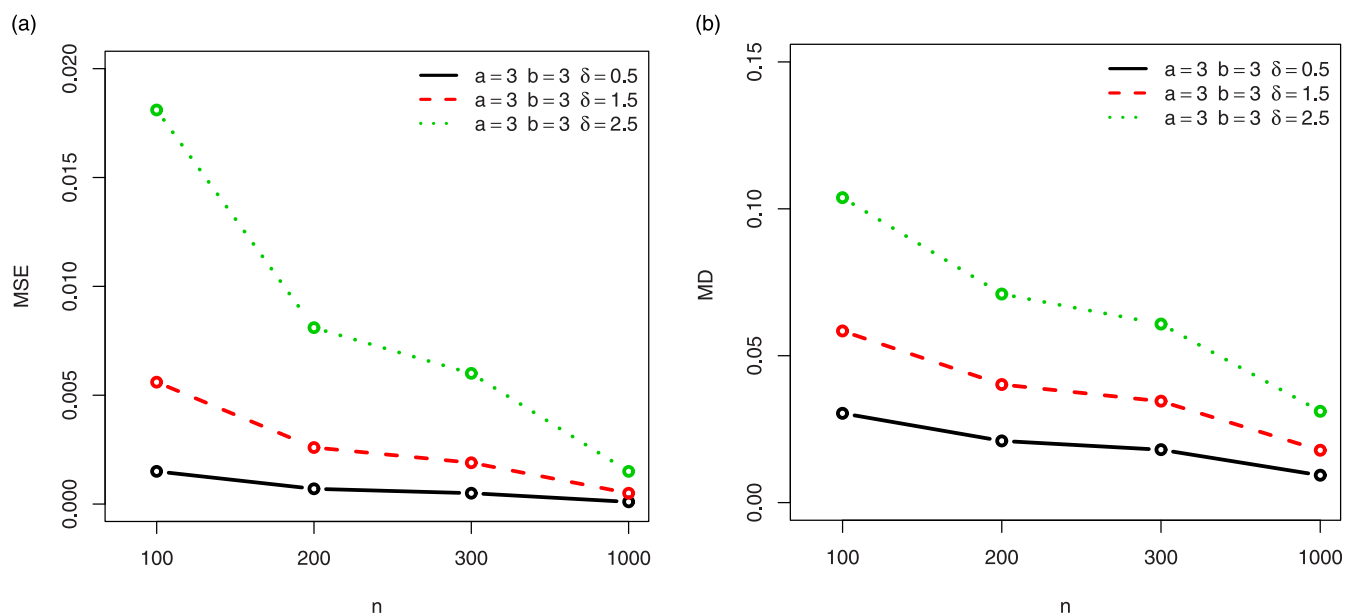 (a)
0.020
0.015
0.010
0.005
0.000
MSE
a = 3 b = 3 δ = 0.5
a = 3 b = 3 δ = 1.5
a = 3 b = 3 δ = 2.5
100 200 300 1000
n
(b)
0.15
0.10
0.05
0.00
MD
a = 3 b = 3 δ = 0.5
a = 3 b = 3 δ = 1.5
a = 3 b = 3 δ = 2.5
100 200 300 1000
n